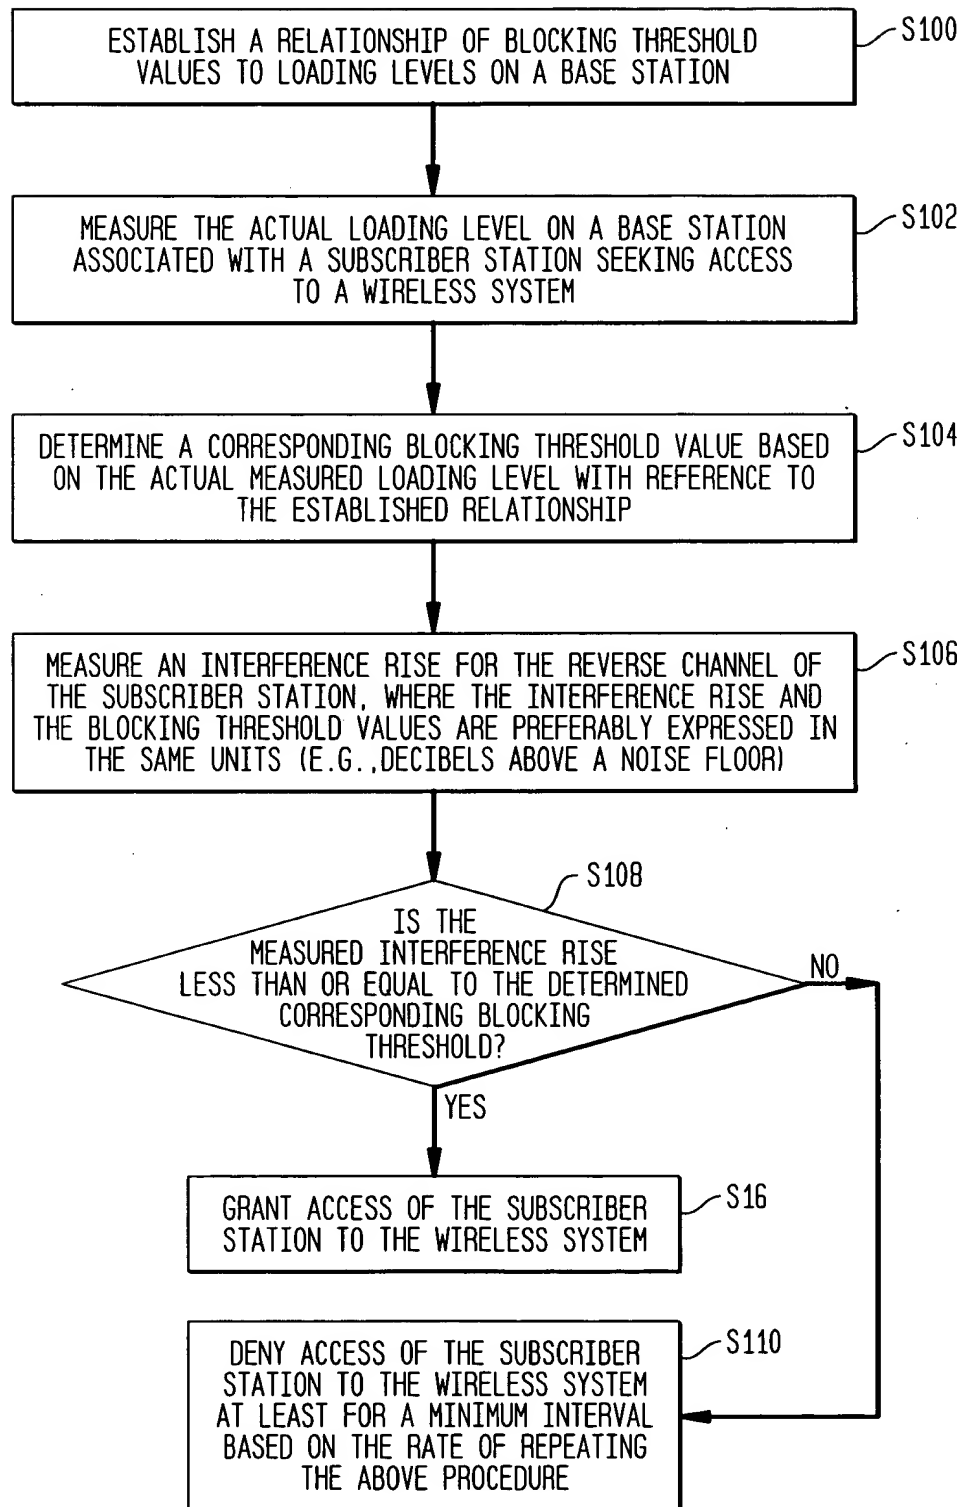 ESTABLISH A RELATIONSHIP OF BLOCKING THRESHOLD
VALUES TO LOADING LEVELS ON A BASE STATION
S100
MEASURE THE ACTUAL LOADING LEVEL ON A BASE STATION
ASSOCIATED WITH A SUBSCRIBER STATION SEEKING ACCESS
TO A WIRELESS SYSTEM
S102
DETERMINE A CORRESPONDING BLOCKING THRESHOLD VALUE BASED
ON THE ACTUAL MEASURED LOADING LEVEL WITH REFERENCE TO
THE ESTABLISHED RELATIONSHIP
S104
MEASURE AN INTERFERENCE RISE FOR THE REVERSE CHANNEL OF
THE SUBSCRIBER STATION, WHERE THE INTERFERENCE RISE AND
THE BLOCKING THRESHOLD VALUES ARE PREFERABLY EXPRESSED IN
THE SAME UNITS (E.G.,DECIBELS ABOVE A NOISE FLOOR)
S106
S108
IS THE
MEASURED INTERFERENCE RISE
LESS THAN OR EQUAL TO THE DETERMINED
CORRESPONDING BLOCKING
THRESHOLD?
NO
YES
GRANT ACCESS OF THE SUBSCRIBER
STATION TO THE WIRELESS SYSTEM
S16
DENY ACCESS OF THE SUBSCRIBER
STATION TO THE WIRELESS SYSTEM
AT LEAST FOR A MINIMUM INTERVAL
BASED ON THE RATE OF REPEATING
THE ABOVE PROCEDURE
S110